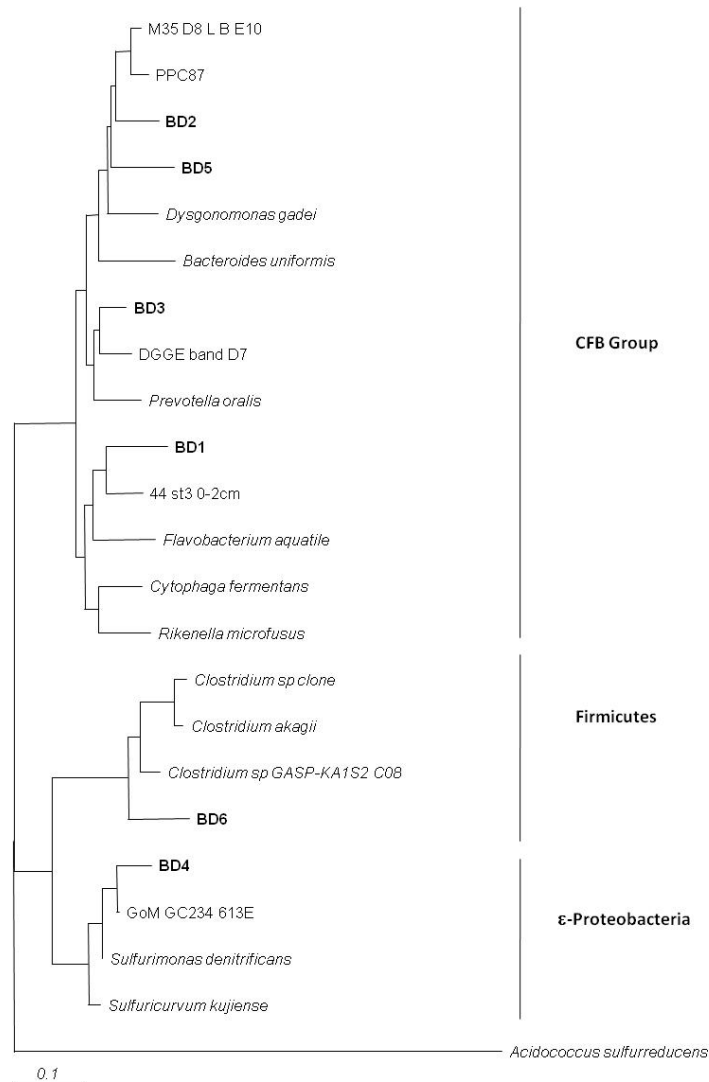 M35 D8 L B E10
PPC87
BD2
BD5
Dysgonomonas gadei
Bacteroides uniformis
BD3
DGGE band D7
Prevotella oralis
CFB Group
BD1
44 st3 0-2cm
Flavobacterium aquatile
Cytophaga fermentans
Rikenella microfusus
Clostridium sp clone
Clostridium akagii
Firmicutes
Clostridium sp GASP-KA1S2 C08
BD6
BD4
GoM GC234 613E
ε-Proteobacteria
Sulfurimonas denitrificans
Sulfuricurvum kujiense
Acidococcus sulfurreducens
0.1